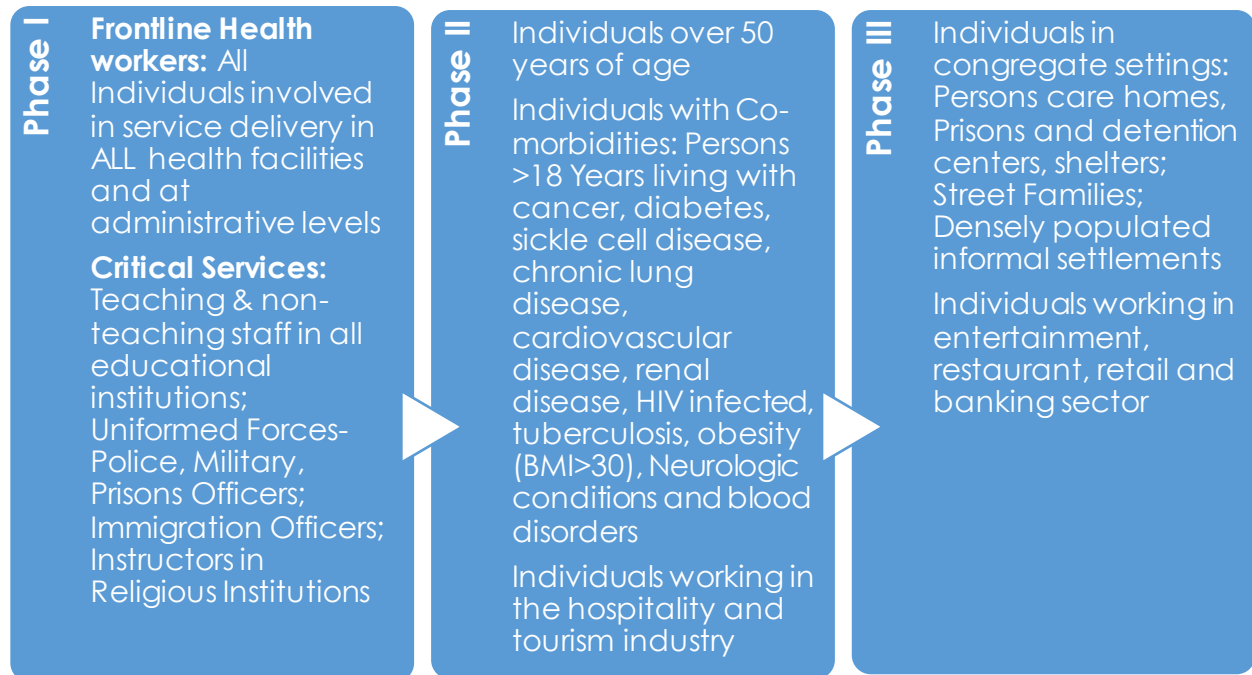 Phase I
Frontline Health
workers: All
Individuals involved
in service delivery in
ALL health facilities
and at
administrative levels
Critical Services:
Teaching & non-
teaching staff in all
educational
institutions;
Uniformed Forces-
Police, Military,
Prisons Officers;
Immigration Officers;
Instructors in
Religious Institutions
Phase II
Individuals over 50
years of age
Individuals with Co-
morbidities: Persons
>18 Years living with
cancer, diabetes,
sickle cell disease,
chronic lung
disease,
cardiovascular
disease, renal
disease, HIV infected,
tuberculosis, obesity
(BMI>30), Neurologic
conditions and blood
disorders
Individuals working in
the hospitality and
tourism industry
Phase III
Individuals in
congregate settings:
Persons care homes,
Prisons and detention
centers, shelters;
Street Families;
Densely populated
informal settlements
Individuals working in
entertainment,
restaurant, retail and
banking sector